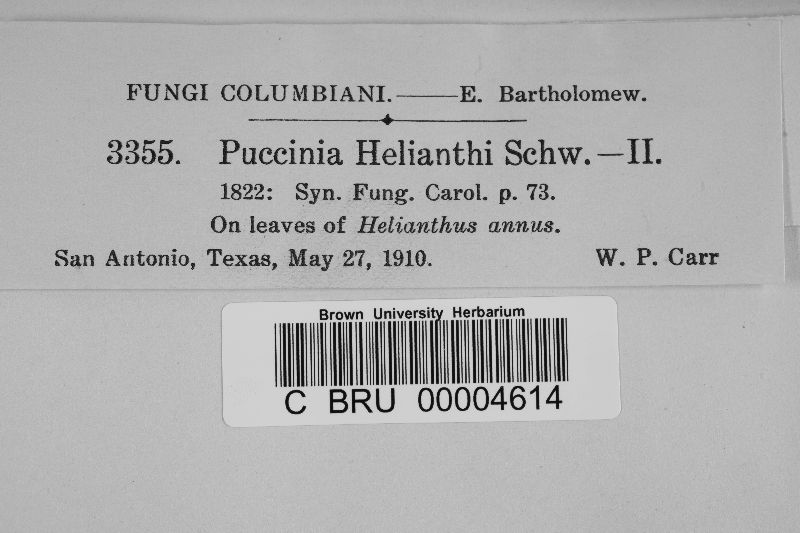 FUNGI COLUMBIANI.——E. Bartholomew.
3355. Puccinia Helianthi Schw.—II.
1822: Syn. Fung. Carol. p. 73.
On leaves of Helianthus annus.
San Antonio, Texas, May 27, 1910. W. P. Carr
Brown University Herbarium
C BRU 00004614